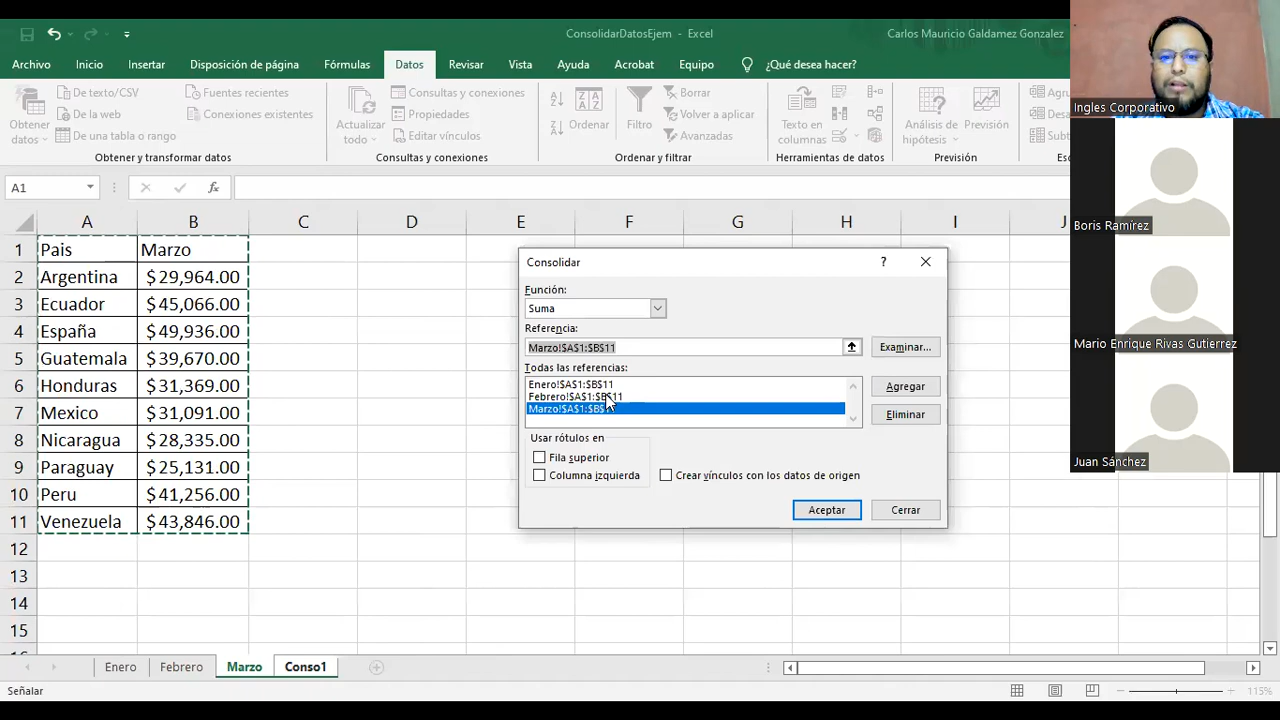 ConsolidarDatosEjem - Excel
Carlos Mauricio Galdamez Gonzalez
Archivo Inicio Insertar Disposición de página Fórmulas Datos Revisar Vista Ayuda Acrobat Equipo ¿Qué desea hacer?
Obtener datos
De texto/CSV
De la web
De una tabla o rango
Fuentes recientes
Conexiones existentes
Obtener y transformar datos
Actualizar todo
Consultas y conexiones
Propiedades
Editar vínculos
Consultas y conexiones
Ordenar
Filtro
Borrar
Volver a aplicar
Avanzadas
Ordenar y filtrar
Texto en columnas
Herramientas de datos
Análisis de hipótesis
Previsión
Previsión
A1
fx
A B C D E F G H I J
1 Pais Marzo
2 Argentina $ 29,964.00
3 Ecuador $ 45,066.00
4 España $ 49,936.00
5 Guatemala $ 39,670.00
6 Honduras $ 31,369.00
7 Mexico $ 31,091.00
8 Nicaragua $ 28,335.00
9 Paraguay $ 25,131.00
10 Peru $ 41,256.00
11 Venezuela $ 43,846.00
12
13
14
15
Consolidar
?
Función:
Suma
Referencia:
Marzo!$A$1:$B$11
Examinar...
Todas las referencias:
Enero!$A$1:$B$11
Febrero!$A$1:$B$11
Agregar
Eliminar
Usar rótulos en
Fila superior
Columna izquierda
Crear vínculos con los datos de origen
Aceptar
Cerrar
Enero Febrero Marzo Conso1
Señalar
115%
Ingles Corporativo
Boris Ramírez
Mario Enrique Rivas Gutierrez
Juan Sánchez